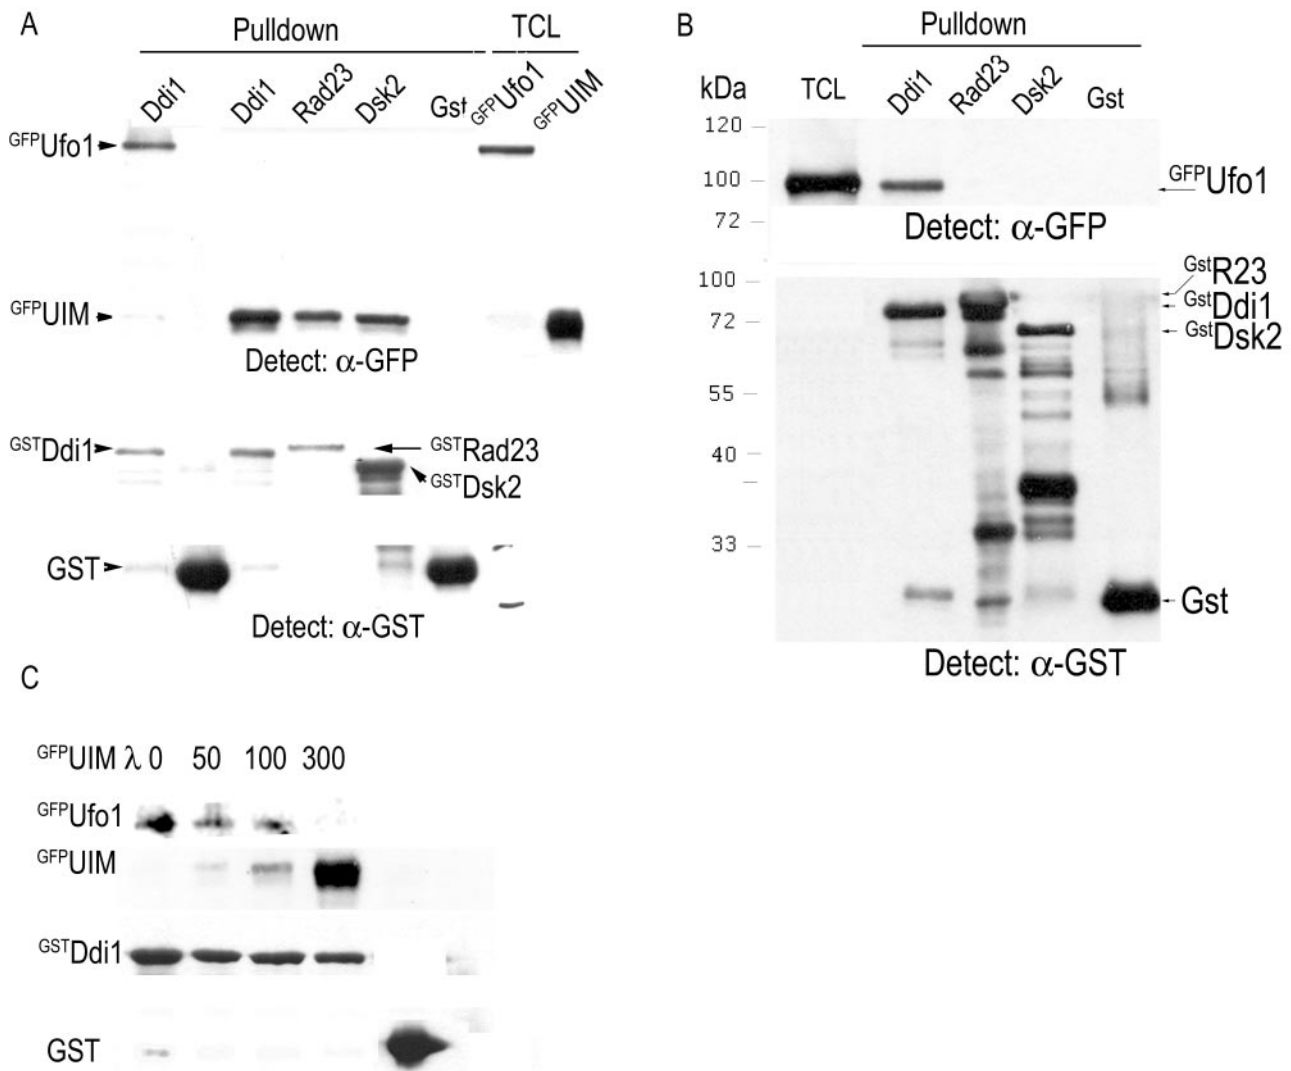 A
Pulldown TCL
Ddi1 Ddi1 Rad23 Dsk2 Gst GFPUfo1 GFPUIM
GFPUfo1
GFPUIM
Detect: α-GFP
GSTDdi1
GSTRad23
GSTDsk2
GST
Detect: α-GST
B
Pulldown
kDa TCL Ddi1 Rad23 Dsk2 Gst
120
100
GFPUfo1
72
Detect: α-GFP
GstR23
100
GstDdi1
72
GstDsk2
55
40
33
Gst
Detect: α-GST
C
GFPUIM λ 0 50 100 300
GFPUfo1
GFPUIM
GSTDdi1
GST